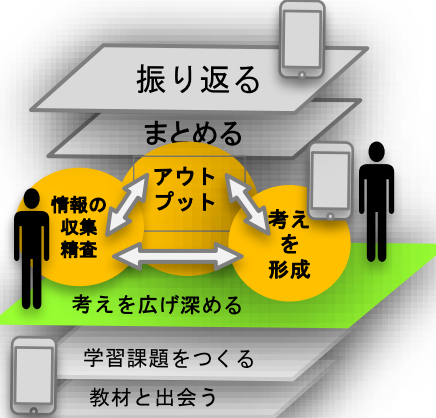 振り返る
まとめる
アウト
プット
情報の
収集
精査
考え
を
形成
考えを広げ深める
学習課題をつくる
教材と出会う